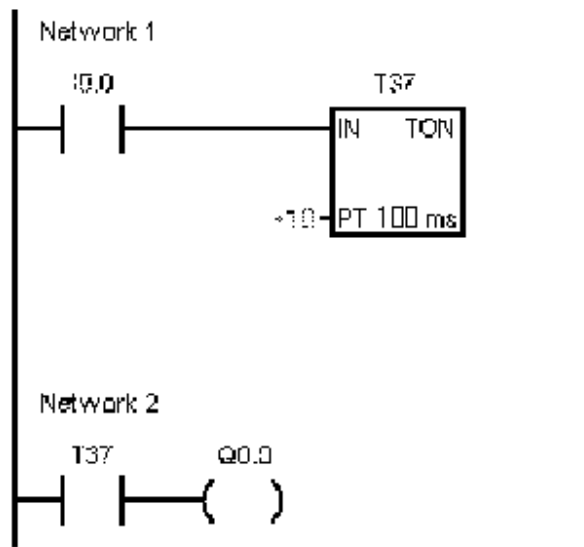 Network 1
I0.0
T37
IN TON
+10 PT 100 ms
Network 2
T37 Q0.0